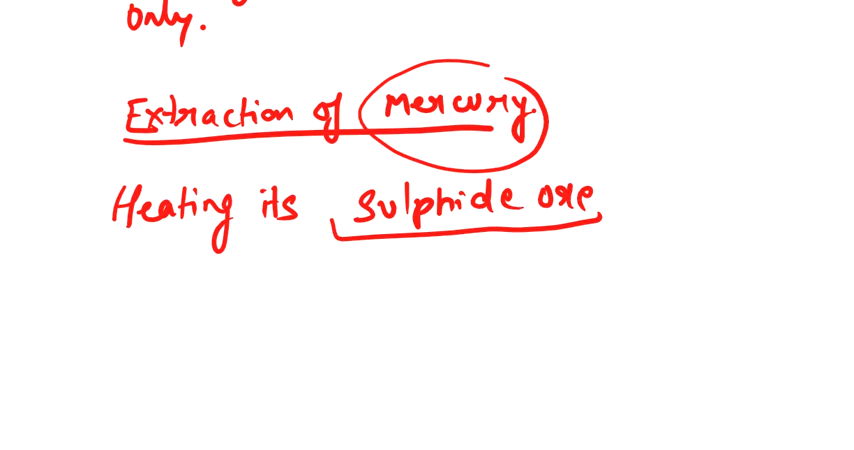 only.
Extraction of Mercury
Heating its sulphide ore